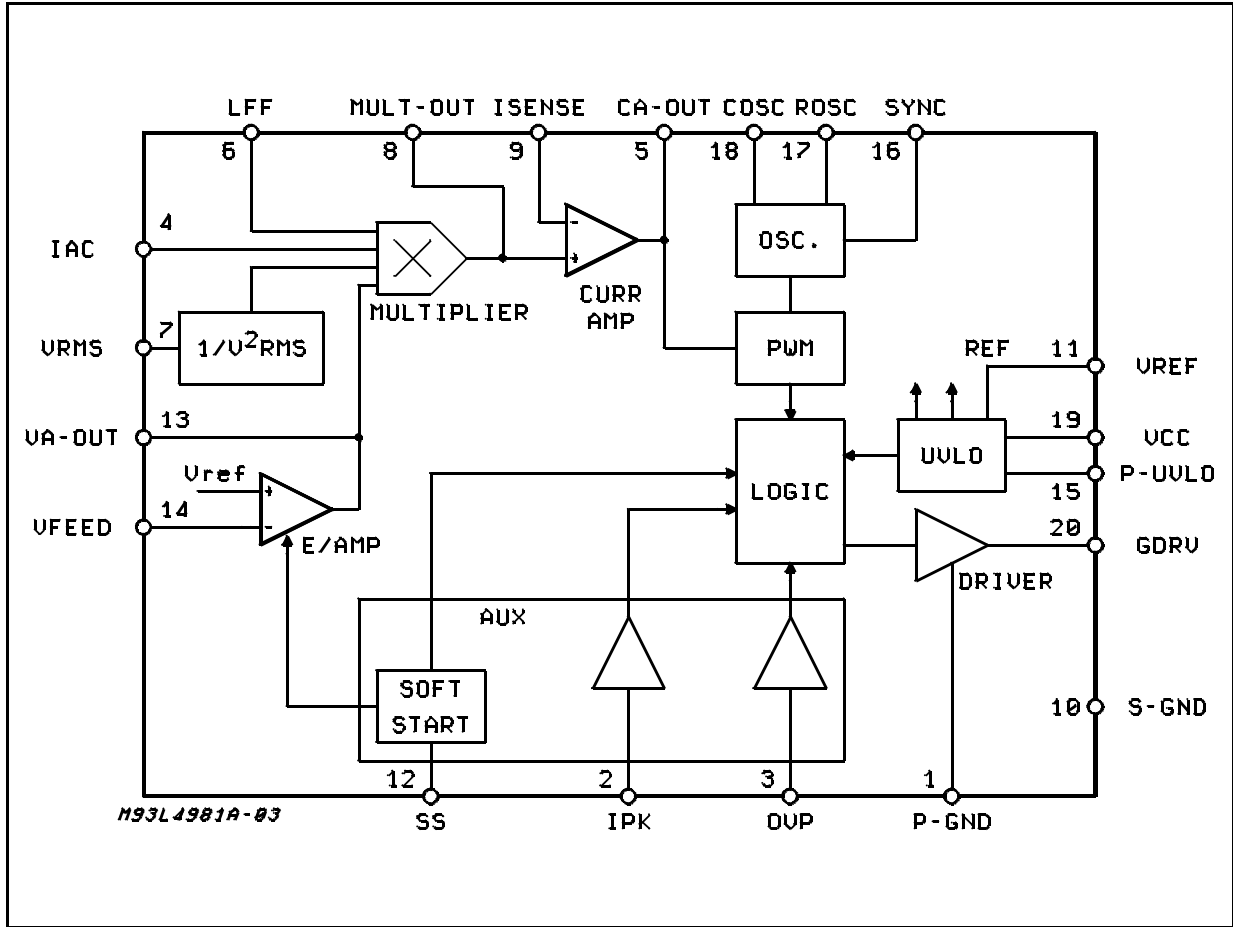 LFF MULT-OUT ISENSE CA-OUT COSC ROSC SYNC
6 8 9 5 18 17 16
4
IAC
- +
OSC.
MULTIPLIER
CURR
AMP
7
VRMS
1/V²RMS
PWM
REF 11
VREF
13
VA-OUT
19
VCC
UVLO
P-UVLO
15
Vref
+
-
14
VFEED
E/AMP
LOGIC
20
GDRV
DRIVER
AUX
SOFT
START
10 S-GND
12 2 3 1
M93L4981A-03
SS IPK OVP P-GND